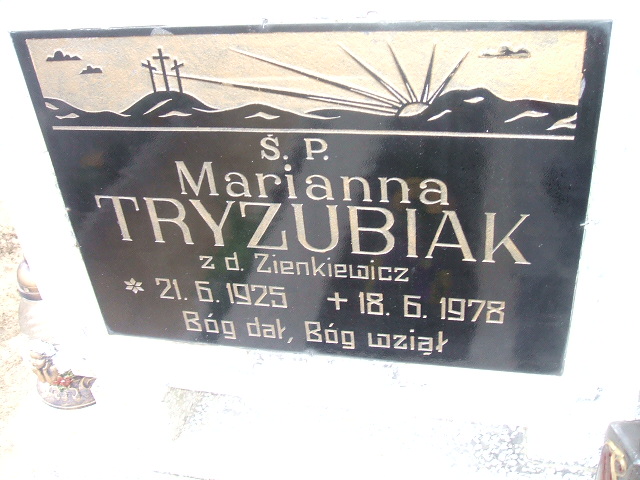 Ś. P.
Marianna
TRYZUBIAK
z d. Zienkiewicz
* 21. 6. 1925 + 18. 6. 1978
Bóg dał, Bóg wziął